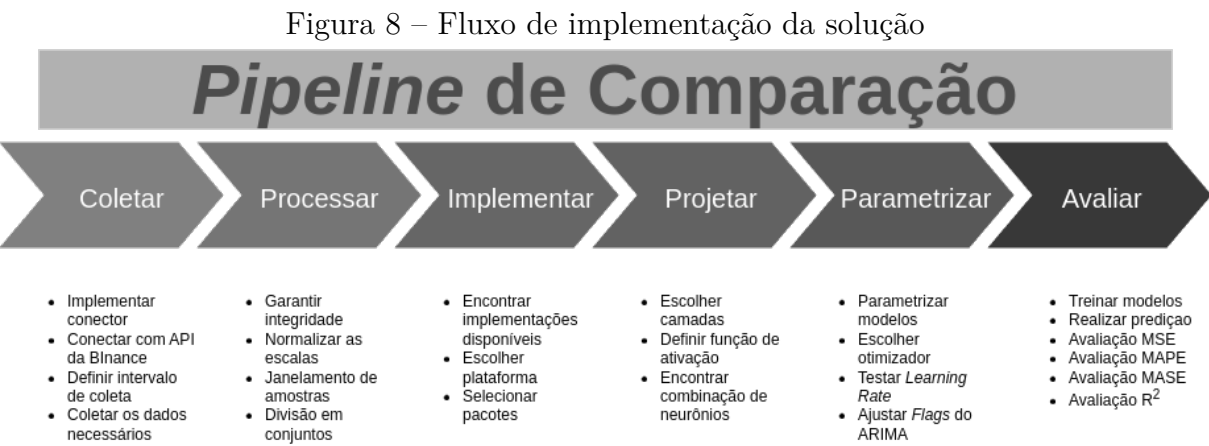 Figura 8 – Fluxo de implementação da solução
Pipeline de Comparação
Coletar
Processar
Implementar
Projetar
Parametrizar
Avaliar
• Implementar
conector
• Conectar com API
da BInance
• Definir intervalo
de coleta
• Coletar os dados
necessários
• Garantir
integridade
• Normalizar as
escalas
• Janelamento de
amostras
• Divisão em
conjuntos
• Encontrar
implementações
disponíveis
• Escolher
plataforma
• Selecionar
pacotes
• Escolher
camadas
• Definir função de
ativação
• Encontrar
combinação de
neurônios
• Parametrizar
modelos
• Escolher
otimizador
• Testar Learning
Rate
• Ajustar Flags do
ARIMA
• Treinar modelos
• Realizar prediçao
• Avaliação MSE
• Avaliação MAPE
• Avaliação MASE
• Avaliação R²